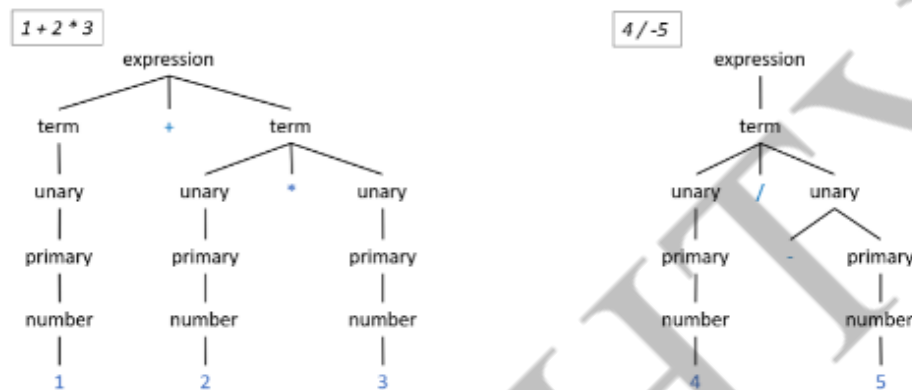 1 + 2 * 3 4 / -5
expression expression
term + term term
unary unary * unary unary / unary
primary primary primary primary - primary
number number number number number
1 2 3 4 5